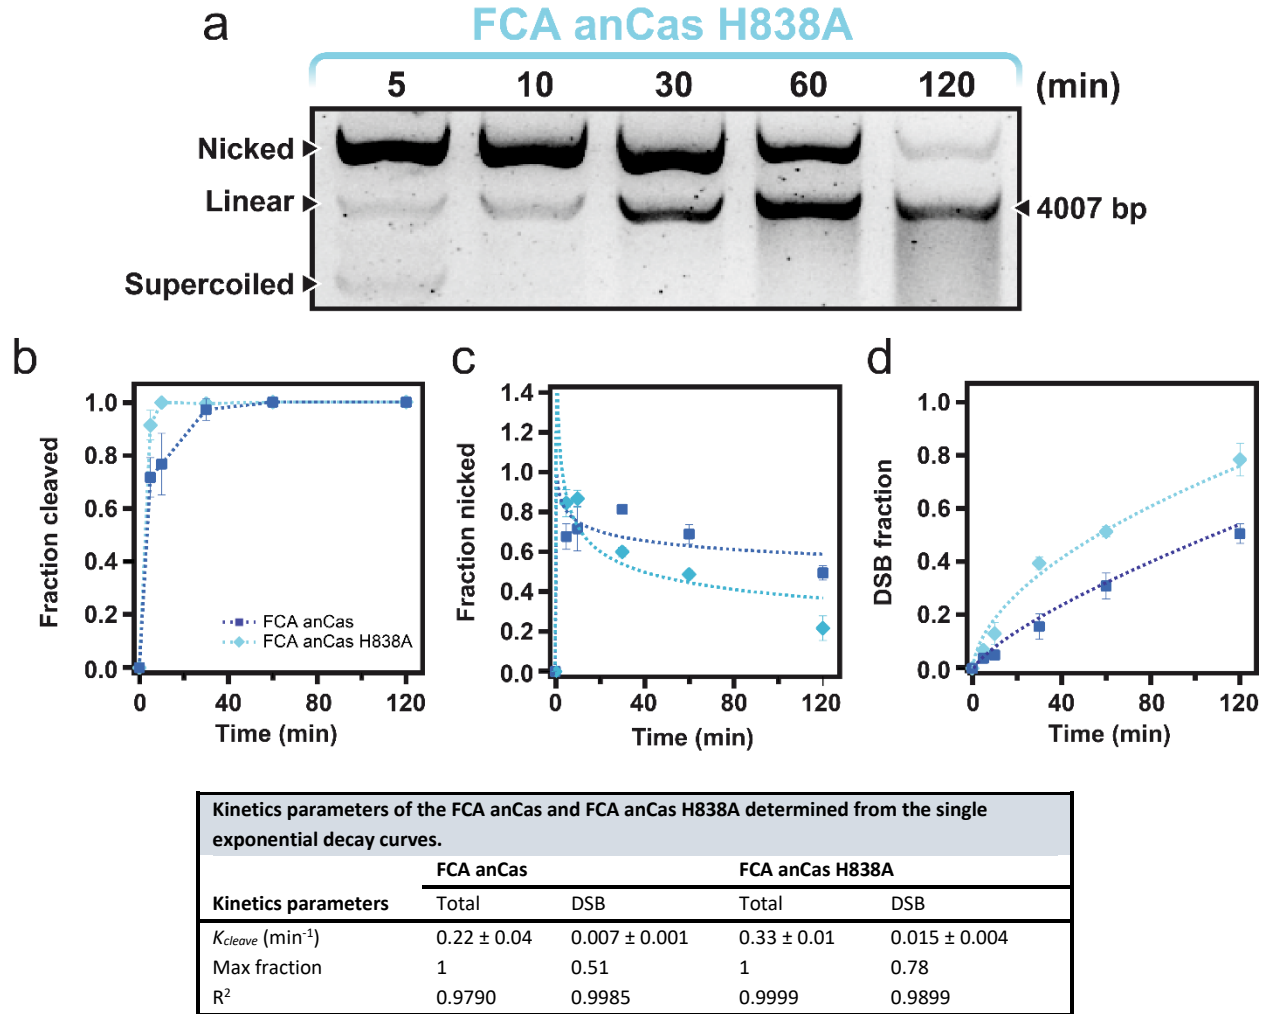 a
FCA anCas H838A
5 10 30 60 120 (min)
Nicked
Linear
4007 bp
Supercoiled
b
Fraction cleaved
1.0
0.8
0.6
0.4
0.2
0.0
0 40 80 120
Time (min)
FCA anCas
FCA anCas H838A
c
Fraction nicked
1.4
1.2
1.0
0.8
0.6
0.4
0.2
0.0
0 40 80 120
Time (min)
d
DSB fraction
1.0
0.8
0.6
0.4
0.2
0.0
0 40 80 120
Time (min)
Kinetics parameters of the FCA anCas and FCA anCas H838A determined from the single
exponential decay curves.
FCA anCas FCA anCas H838A
Kinetics parameters Total DSB Total DSB
Kcleave (min-1) 0.22 ± 0.04 0.007 ± 0.001 0.33 ± 0.01 0.015 ± 0.004
Max fraction 1 0.51 1 0.78
R2 0.9790 0.9985 0.9999 0.9899